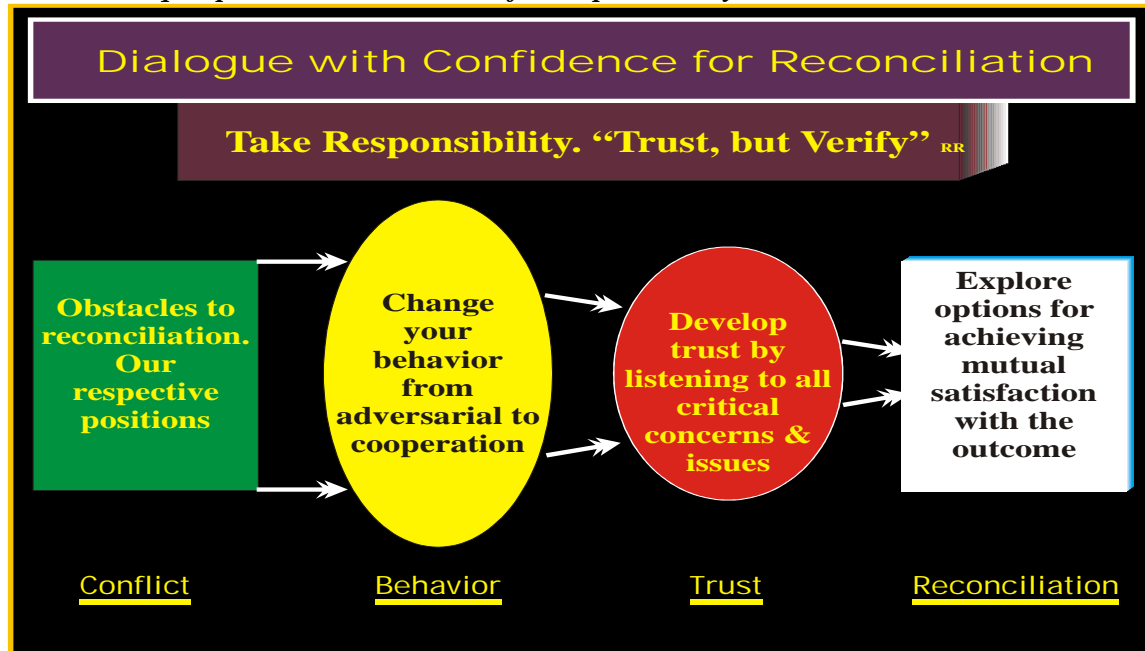 Dialogue with Confidence for Reconciliation
Take Responsibility. “Trust, but Verify” RR
Obstacles to
reconciliation.
Our
respective
positions
Change
your
behavior
from
adversarial to
cooperation
Develop
trust by
listening to all
critical
concerns &
issues
Explore
options for
achieving
mutual
satisfaction
with the
outcome
Conflict
Behavior
Trust
Reconciliation